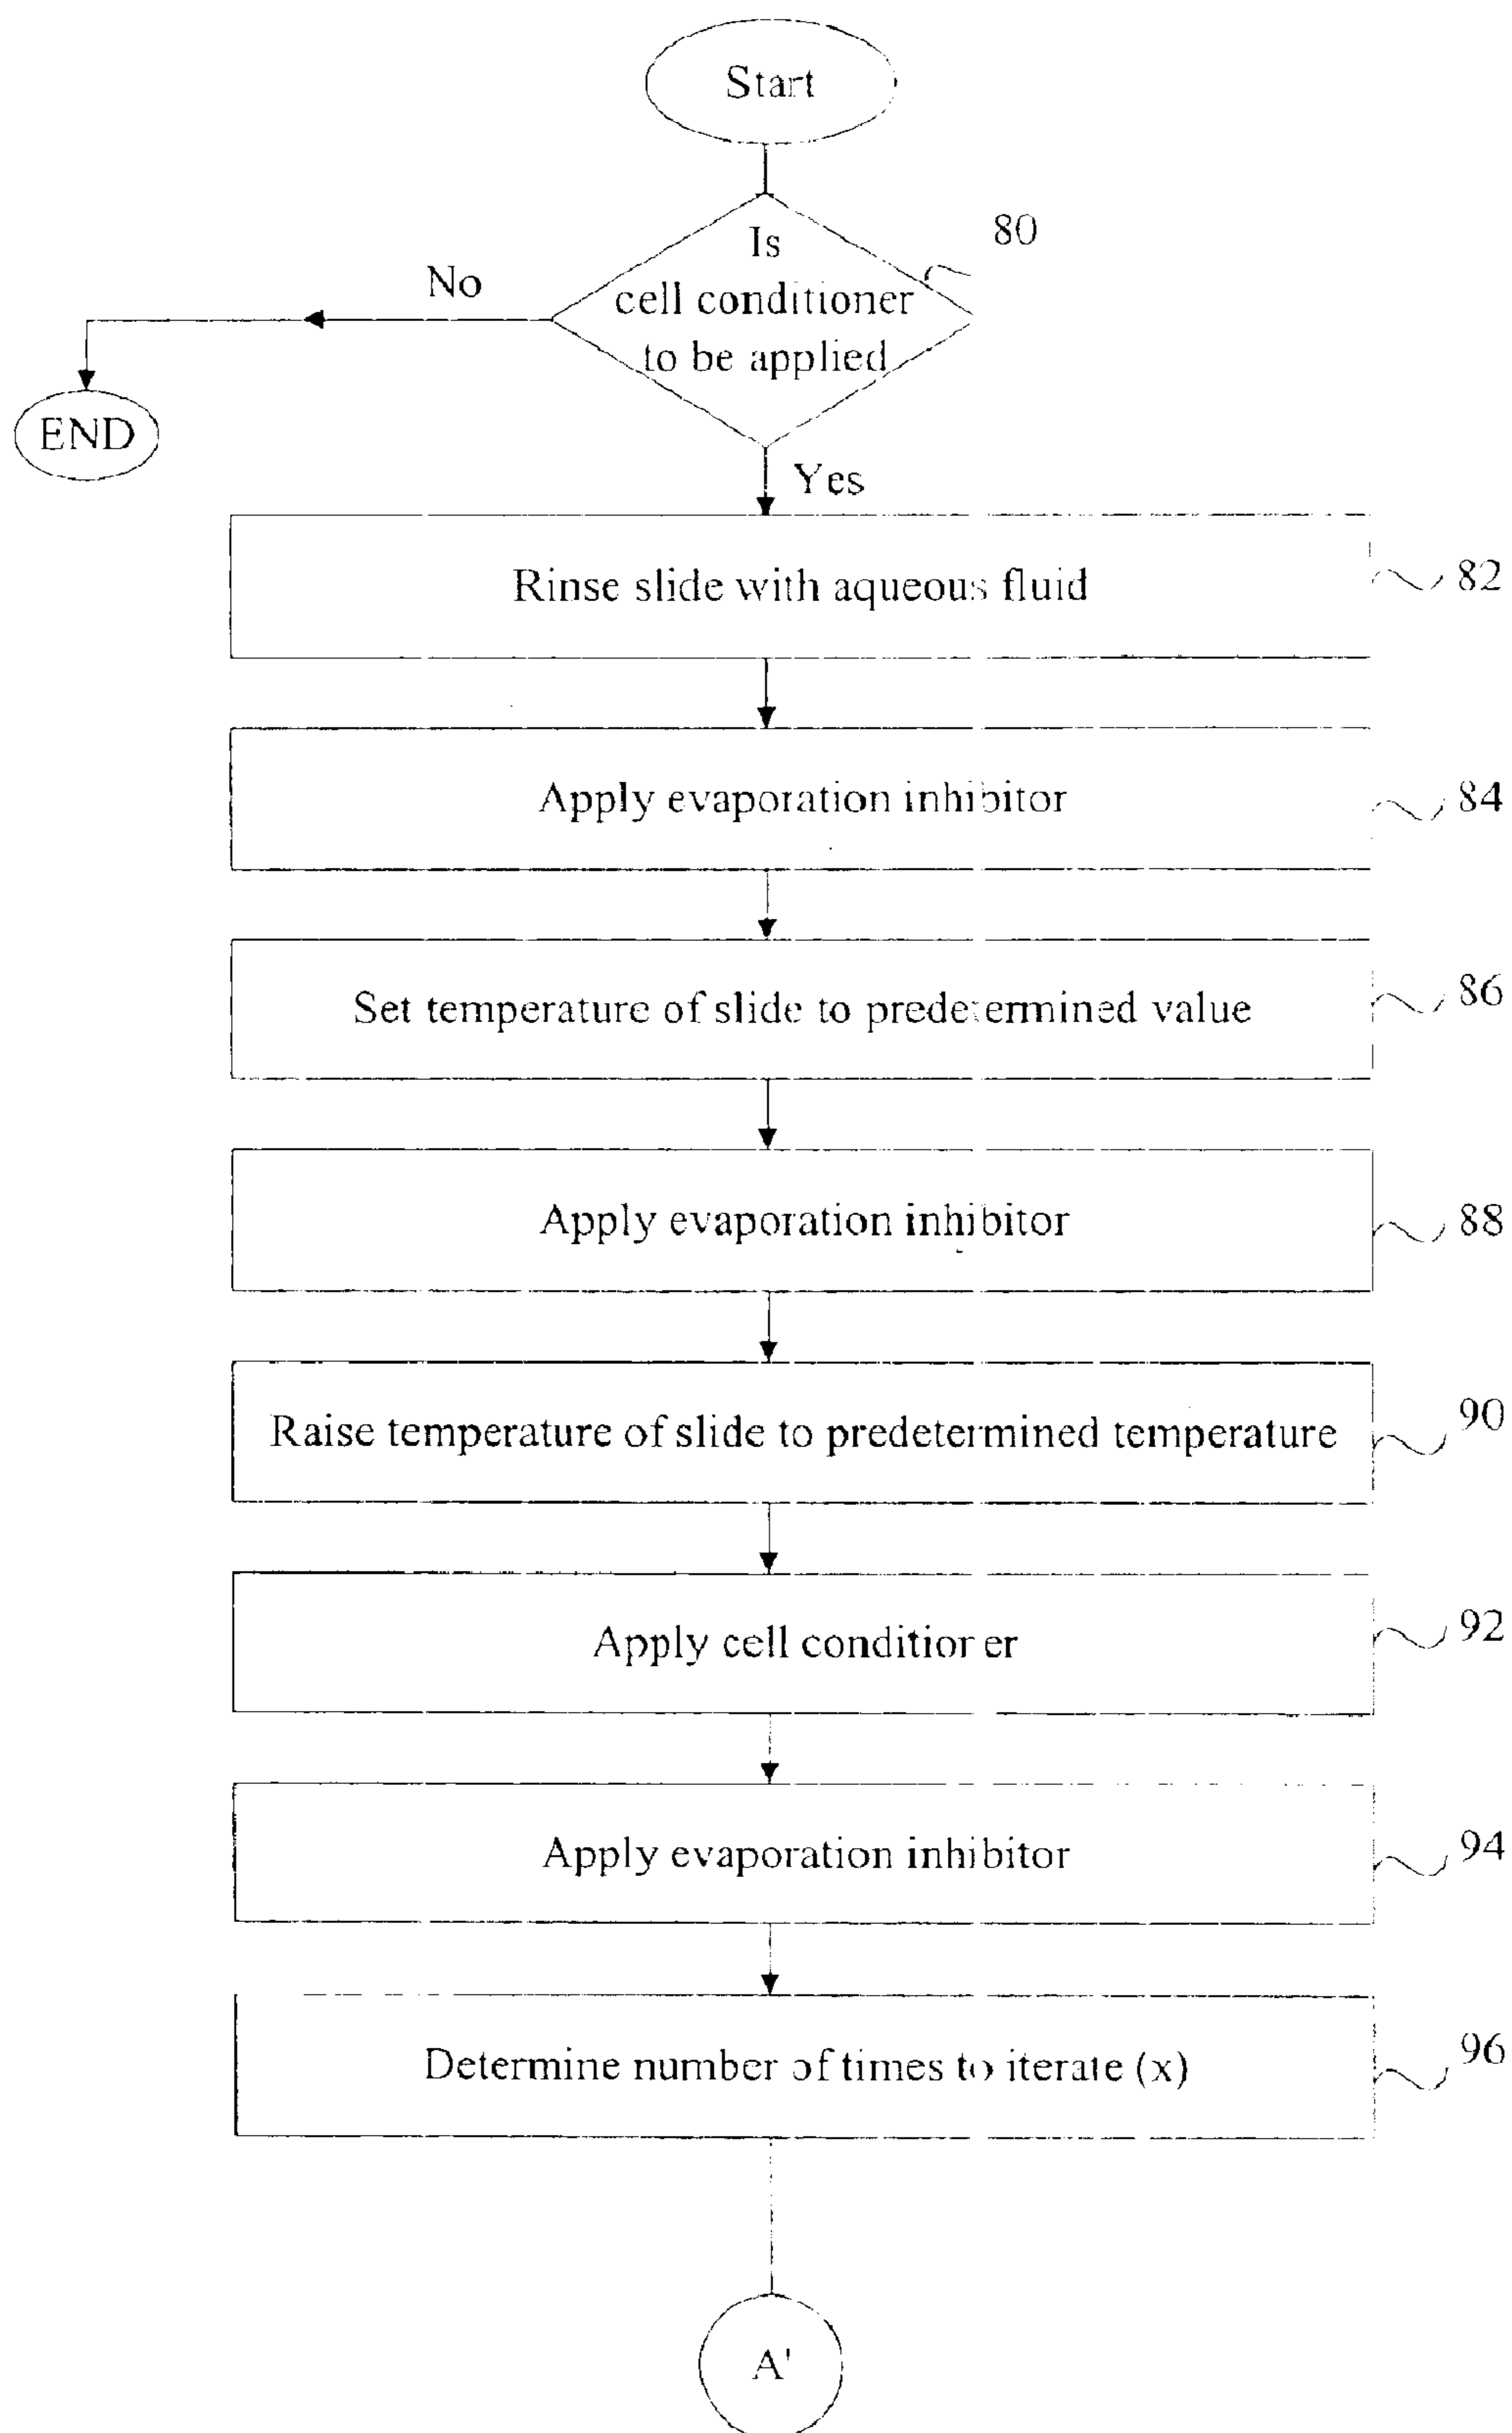 Start
Is
cell conditioner
to be applied
80
No
END
Yes
Rinse slide with aqueous fluid
82
Apply evaporation inhibitor
84
Set temperature of slide to predetermined value
86
Apply evaporation inhibitor
88
Raise temperature of slide to predetermined temperature
90
Apply cell conditioner
92
Apply evaporation inhibitor
94
Determine number of times to iterate (x)
96
A'